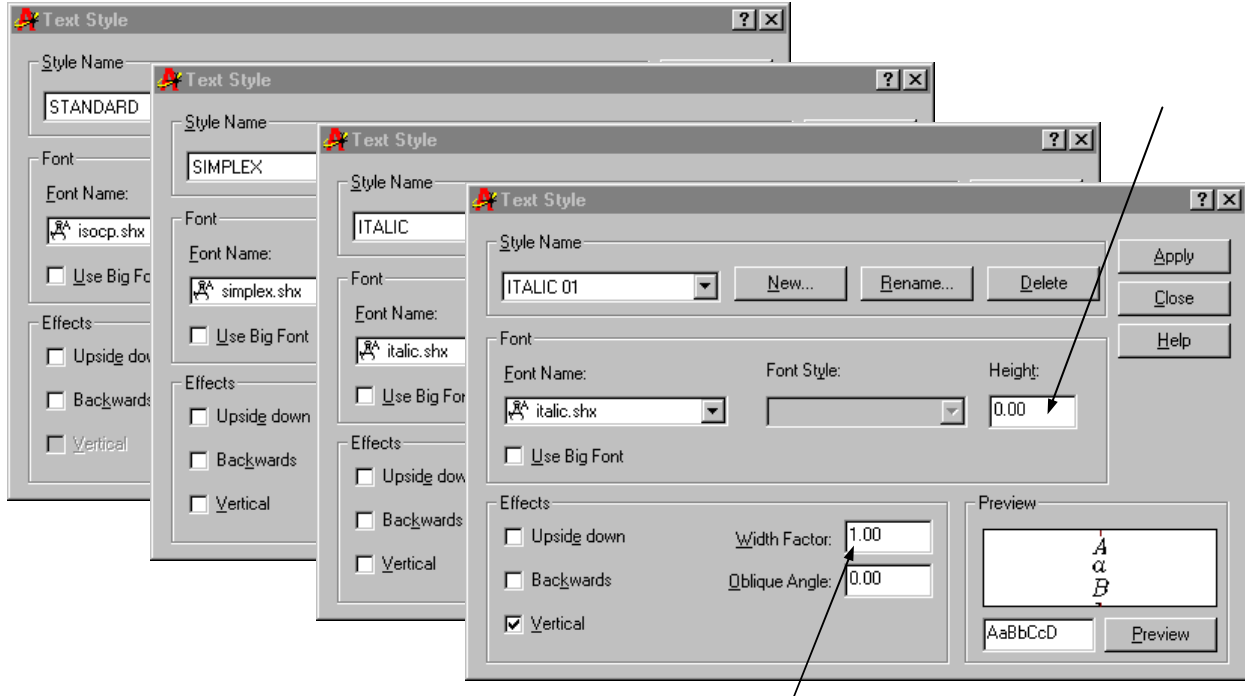 Text Style
Style Name
STANDARD
Font
Font Name:
isocp.shx
Use Big Fo
Effects
Upside dov
Backwards
Vertical
Text Style
Style Name
SIMPLEX
Font
Font Name:
simplex.shx
Use Big Font
Effects
Upside down
Backwards
Vertical
Text Style
Style Name
ITALIC
Font
Font Name:
italic.shx
Use Big For
Effects
Upside dow
Backwards
Vertical
Text Style
Style Name
ITALIC 01 New... Rename... Delete
Apply
Close
Help
Font
Font Name: Font Style: Height:
italic.shx 0.00
Use Big Font
Effects
Upside down Width Factor: 1.00
Backwards Oblique Angle: 0.00
Vertical
Preview
A
a
B
AaBbCcD Preview